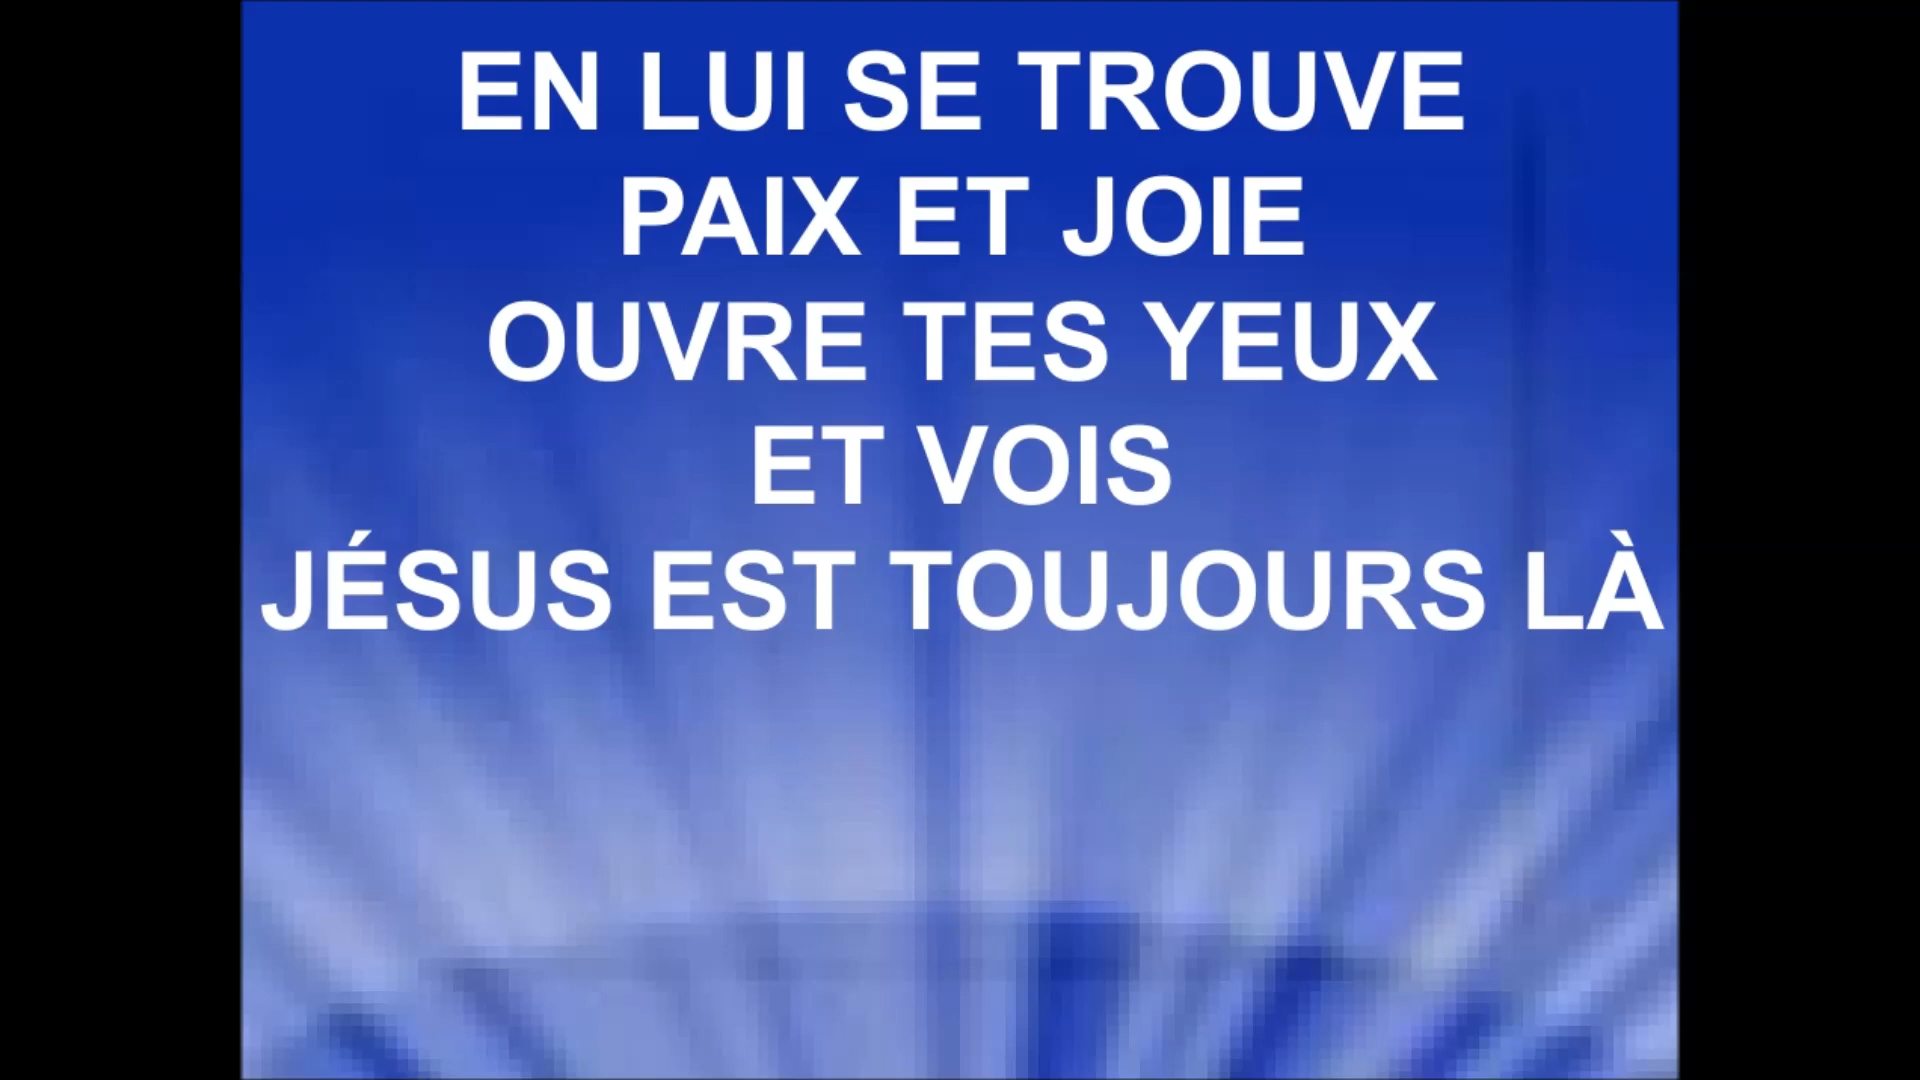 EN LUI SE TROUVE
PAIX ET JOIE
OUVRE TES YEUX
ET VOIS
JÉSUS EST TOUJOURS LÀ